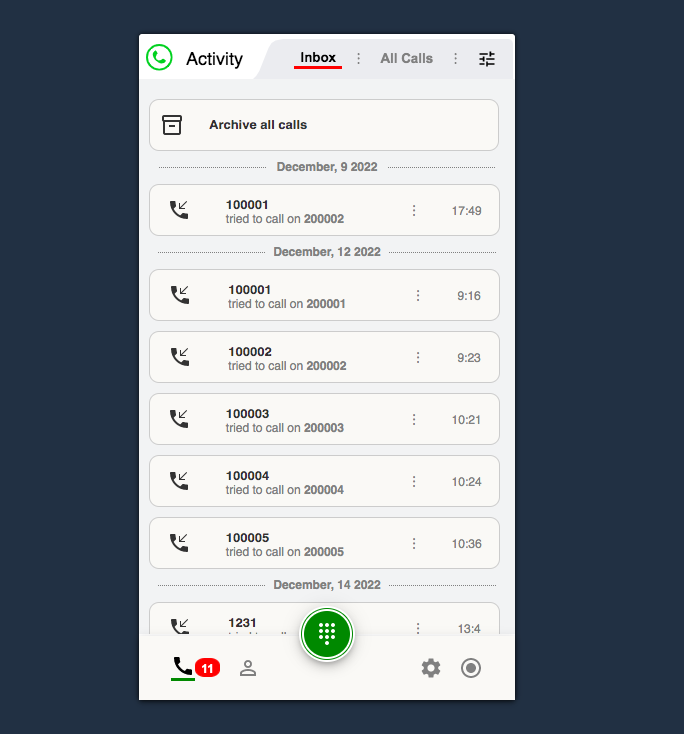 Activity
Inbox
All Calls
Archive all calls
December, 9 2022
100001
tried to call on 200002
17:49
December, 12 2022
100001
tried to call on 200001
9:16
100002
tried to call on 200002
9:23
100003
tried to call on 200003
10:21
100004
tried to call on 200004
10:24
100005
tried to call on 200005
10:36
December, 14 2022
1231
13:4
11